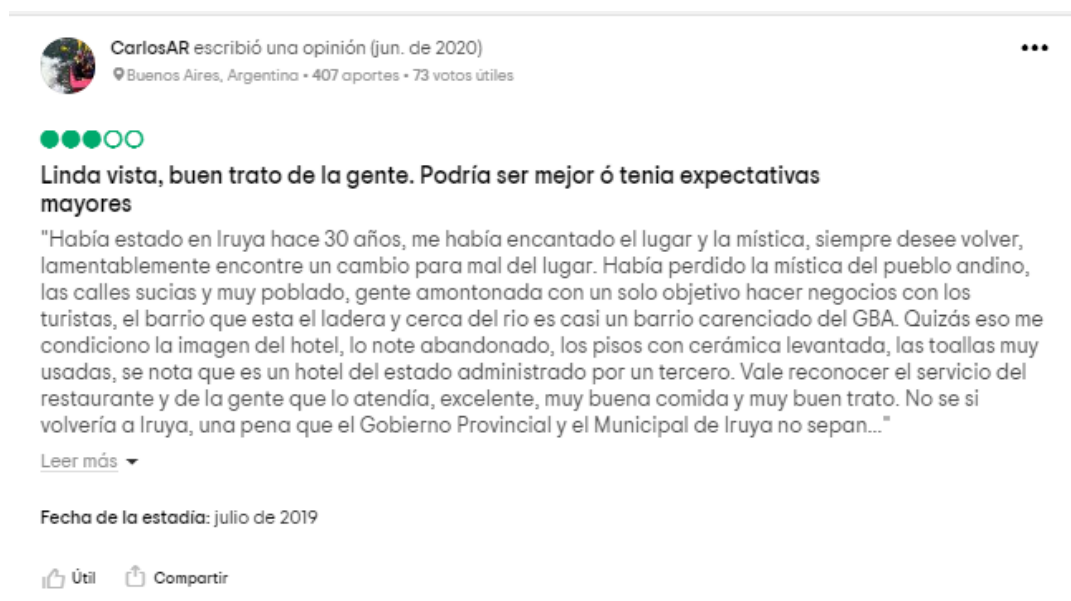 CarlosAR escribió una opinión (jun. de 2020)
Buenos Aires, Argentina • 407 aportes • 73 votos útiles
Linda vista, buen trato de la gente. Podría ser mejor ó tenia expectativas
mayores
"Había estado en Iruya hace 30 años, me había encantado el lugar y la mística, siempre desee volver,
lamentablemente encontre un cambio para mal del lugar. Había perdido la mística del pueblo andino,
las calles sucias y muy poblado, gente amontonada con un solo objetivo hacer negocios con los
turistas, el barrio que esta el ladera y cerca del rio es casi un barrio carenciado del GBA. Quizás eso me
condiciono la imagen del hotel, lo note abandonado, los pisos con cerámica levantada, las toallas muy
usadas, se nota que es un hotel del estado administrado por un tercero. Vale reconocer el servicio del
restaurante y de la gente que lo atendía, excelente, muy buena comida y muy buen trato. No se si
volvería a Iruya, una pena que el Gobierno Provincial y el Municipal de Iruya no sepan..."
Leer más
Fecha de la estadía: julio de 2019
Útil Compartir